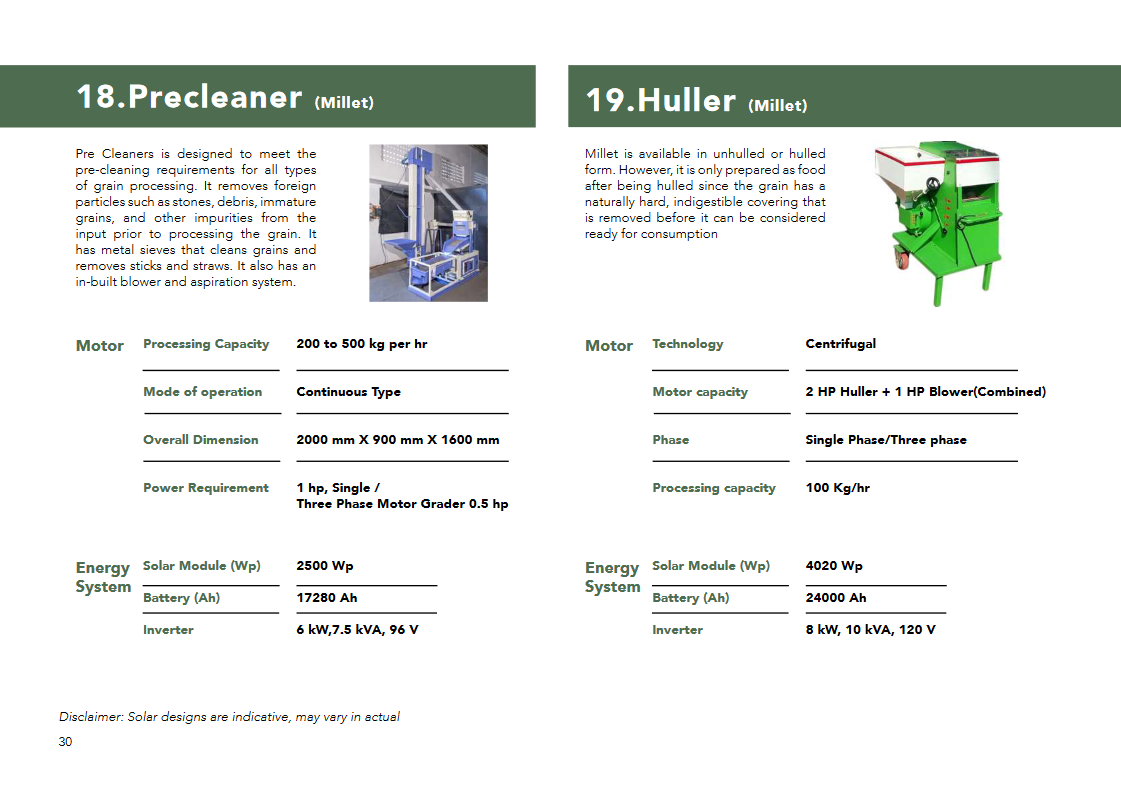 18.Precleaner (Millet)
Pre Cleaners is designed to meet the
pre-cleaning requirements for all types
of grain processing. It removes foreign
particles such as stones, debris, immature
grains, and other impurities from the
input prior to processing the grain. It
has metal sieves that cleans grains and
removes sticks and straws. It also has an
in-built blower and aspiration system.
Motor
Processing Capacity 200 to 500 kg per hr
Mode of operation Continuous Type
Overall Dimension 2000 mm X 900 mm X 1600 mm
Power Requirement 1 hp, Single /
Three Phase Motor Grader 0.5 hp
Energy
System
Solar Module (Wp) 2500 Wp
Battery (Ah) 17280 Ah
Inverter 6 kW,7.5 kVA, 96 V
19.Huller (Millet)
Millet is available in unhulled or hulled
form. However, it is only prepared as food
after being hulled since the grain has a
naturally hard, indigestible covering that
is removed before it can be considered
ready for consumption
Motor
Technology Centrifugal
Motor capacity 2 HP Huller + 1 HP Blower(Combined)
Phase Single Phase/Three phase
Processing capacity 100 Kg/hr
Energy
System
Solar Module (Wp) 4020 Wp
Battery (Ah) 24000 Ah
Inverter 8 kW, 10 kVA, 120 V
Disclaimer: Solar designs are indicative, may vary in actual
30